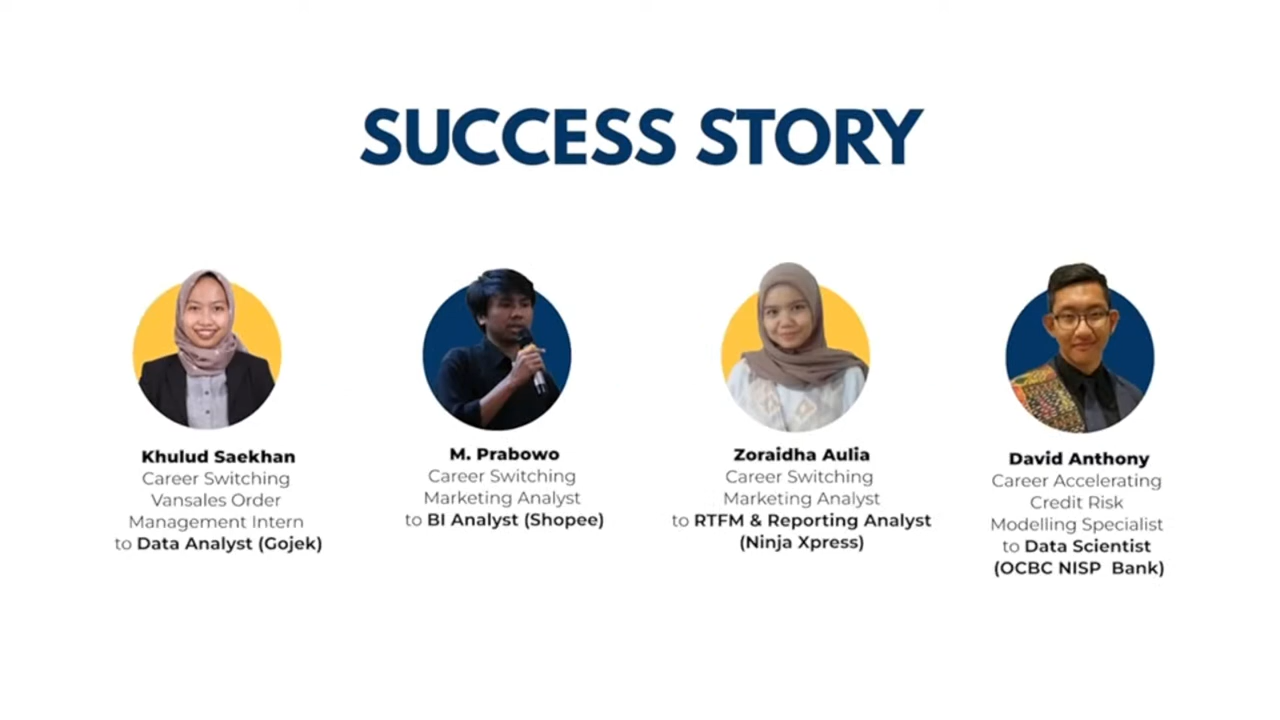 SUCCESS STORY
Khulud Saekhan
Career Switching
Vansales Order
Management Intern
to Data Analyst (Gojek)
M. Prabowo
Career Switching
Marketing Analyst
to BI Analyst (Shopee)
Zoraidha Aulia
Career Switching
Marketing Analyst
to RTFM & Reporting Analyst
(Ninja Xpress)
David Anthony
Career Accelerating
Credit Risk
Modelling Specialist
to Data Scientist
(OCBC NISP Bank)